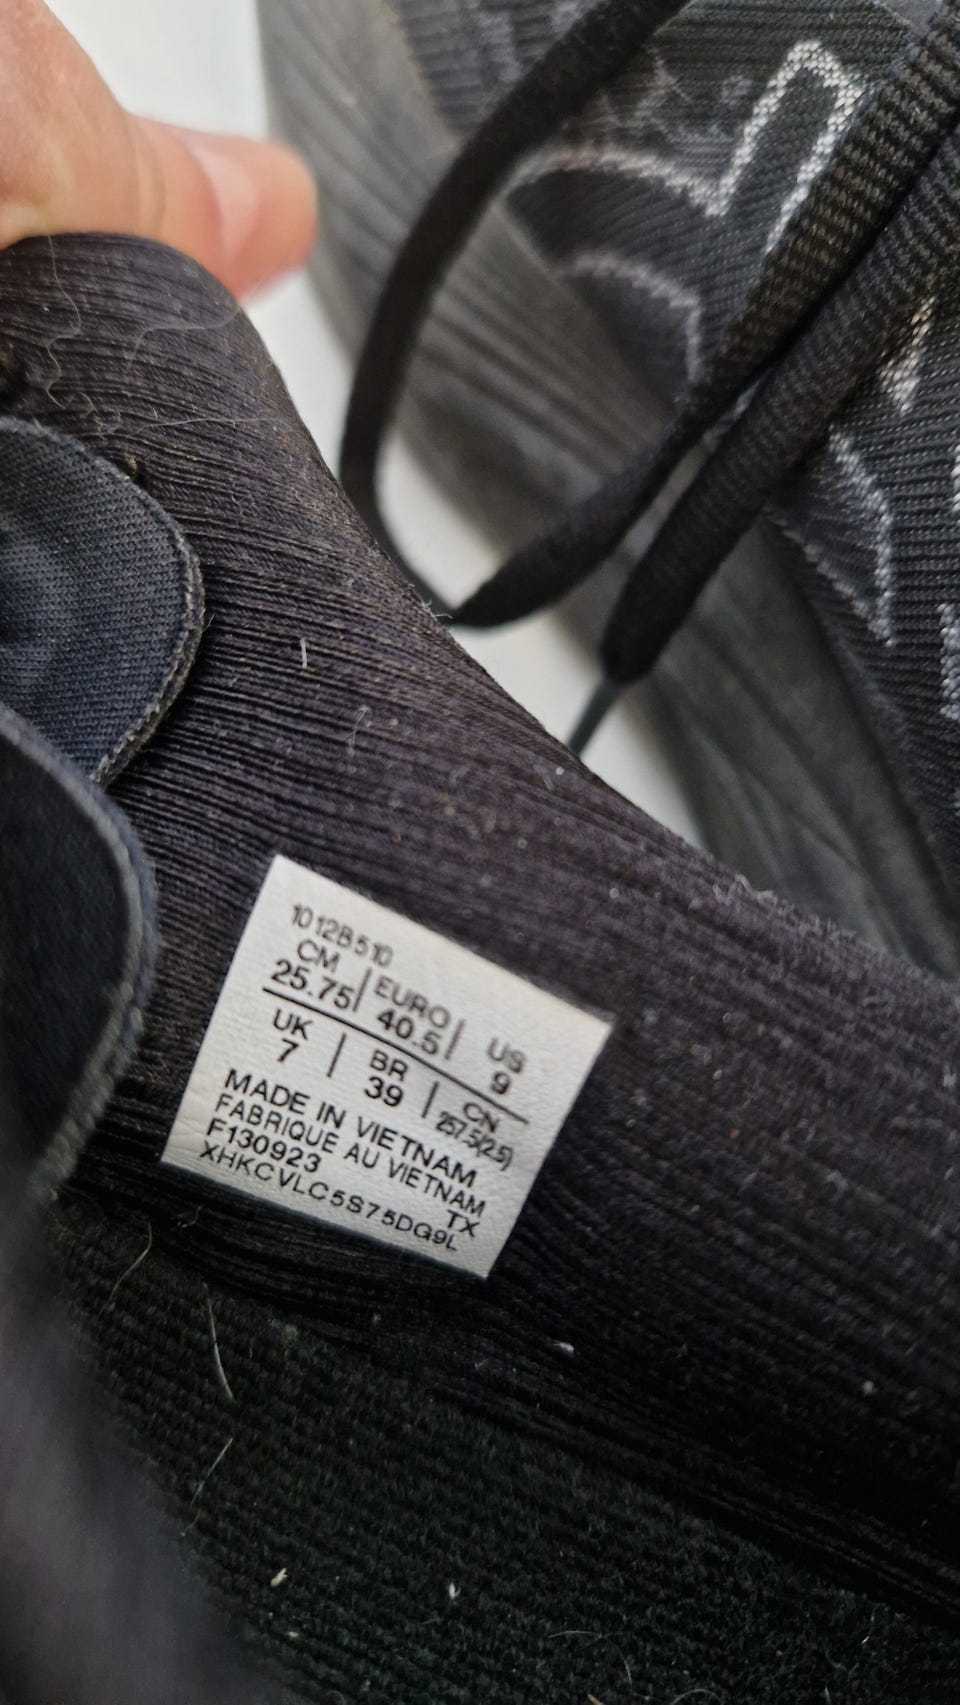 1012B510
CM | EURO | US
25.75 | 40.5 | 9
UK | BR | CN
7 | 39 | 257.5(2.5)
MADE IN VIETNAM
FABRIQUE AU VIETNAM
F130923 TX
XHKCVLC5S75DG9L